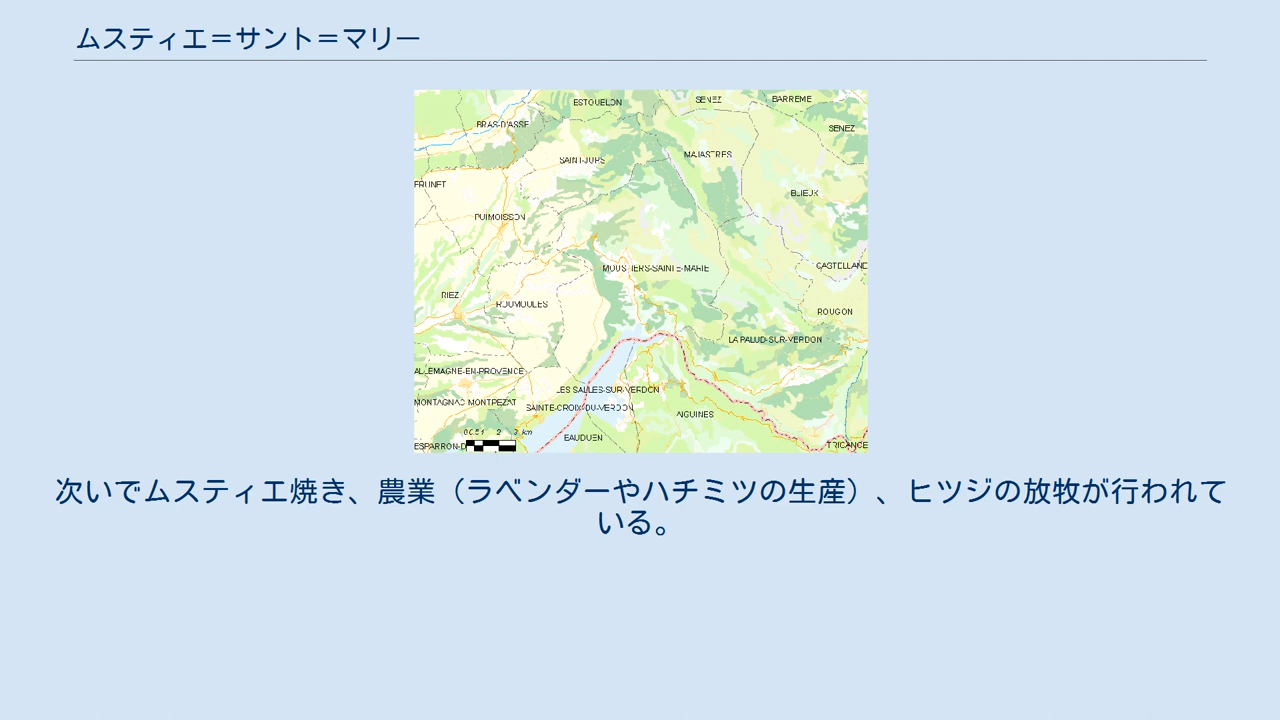 ムスティエ＝サント＝マリー
ESTOUBLON
SENEZ
BARREME
BRAS-D'ASSE
SENEZ
SAINT-JURS
MAJASTRES
BRUNET
BLIEUX
PUIMOISSON
MOUSTIERS-SAINTE-MARIE
CASTELLANE
RIEZ
ROUMOULES
ROUGON
LA PALUD-SUR-VERDON
ALLEMAGNE-EN-PROVENCE
LES SALLES-SUR-VERDON
MONTAGNAC-MONTPEZAT
SAINTE-CROIX-DU-VERDON
AIGUINES
BAUDUEN
ESPARRON-D
TRIGANCE
次いでムスティエ焼き、農業（ラベンダーやハチミツの生産）、ヒツジの放牧が行われて
いる。